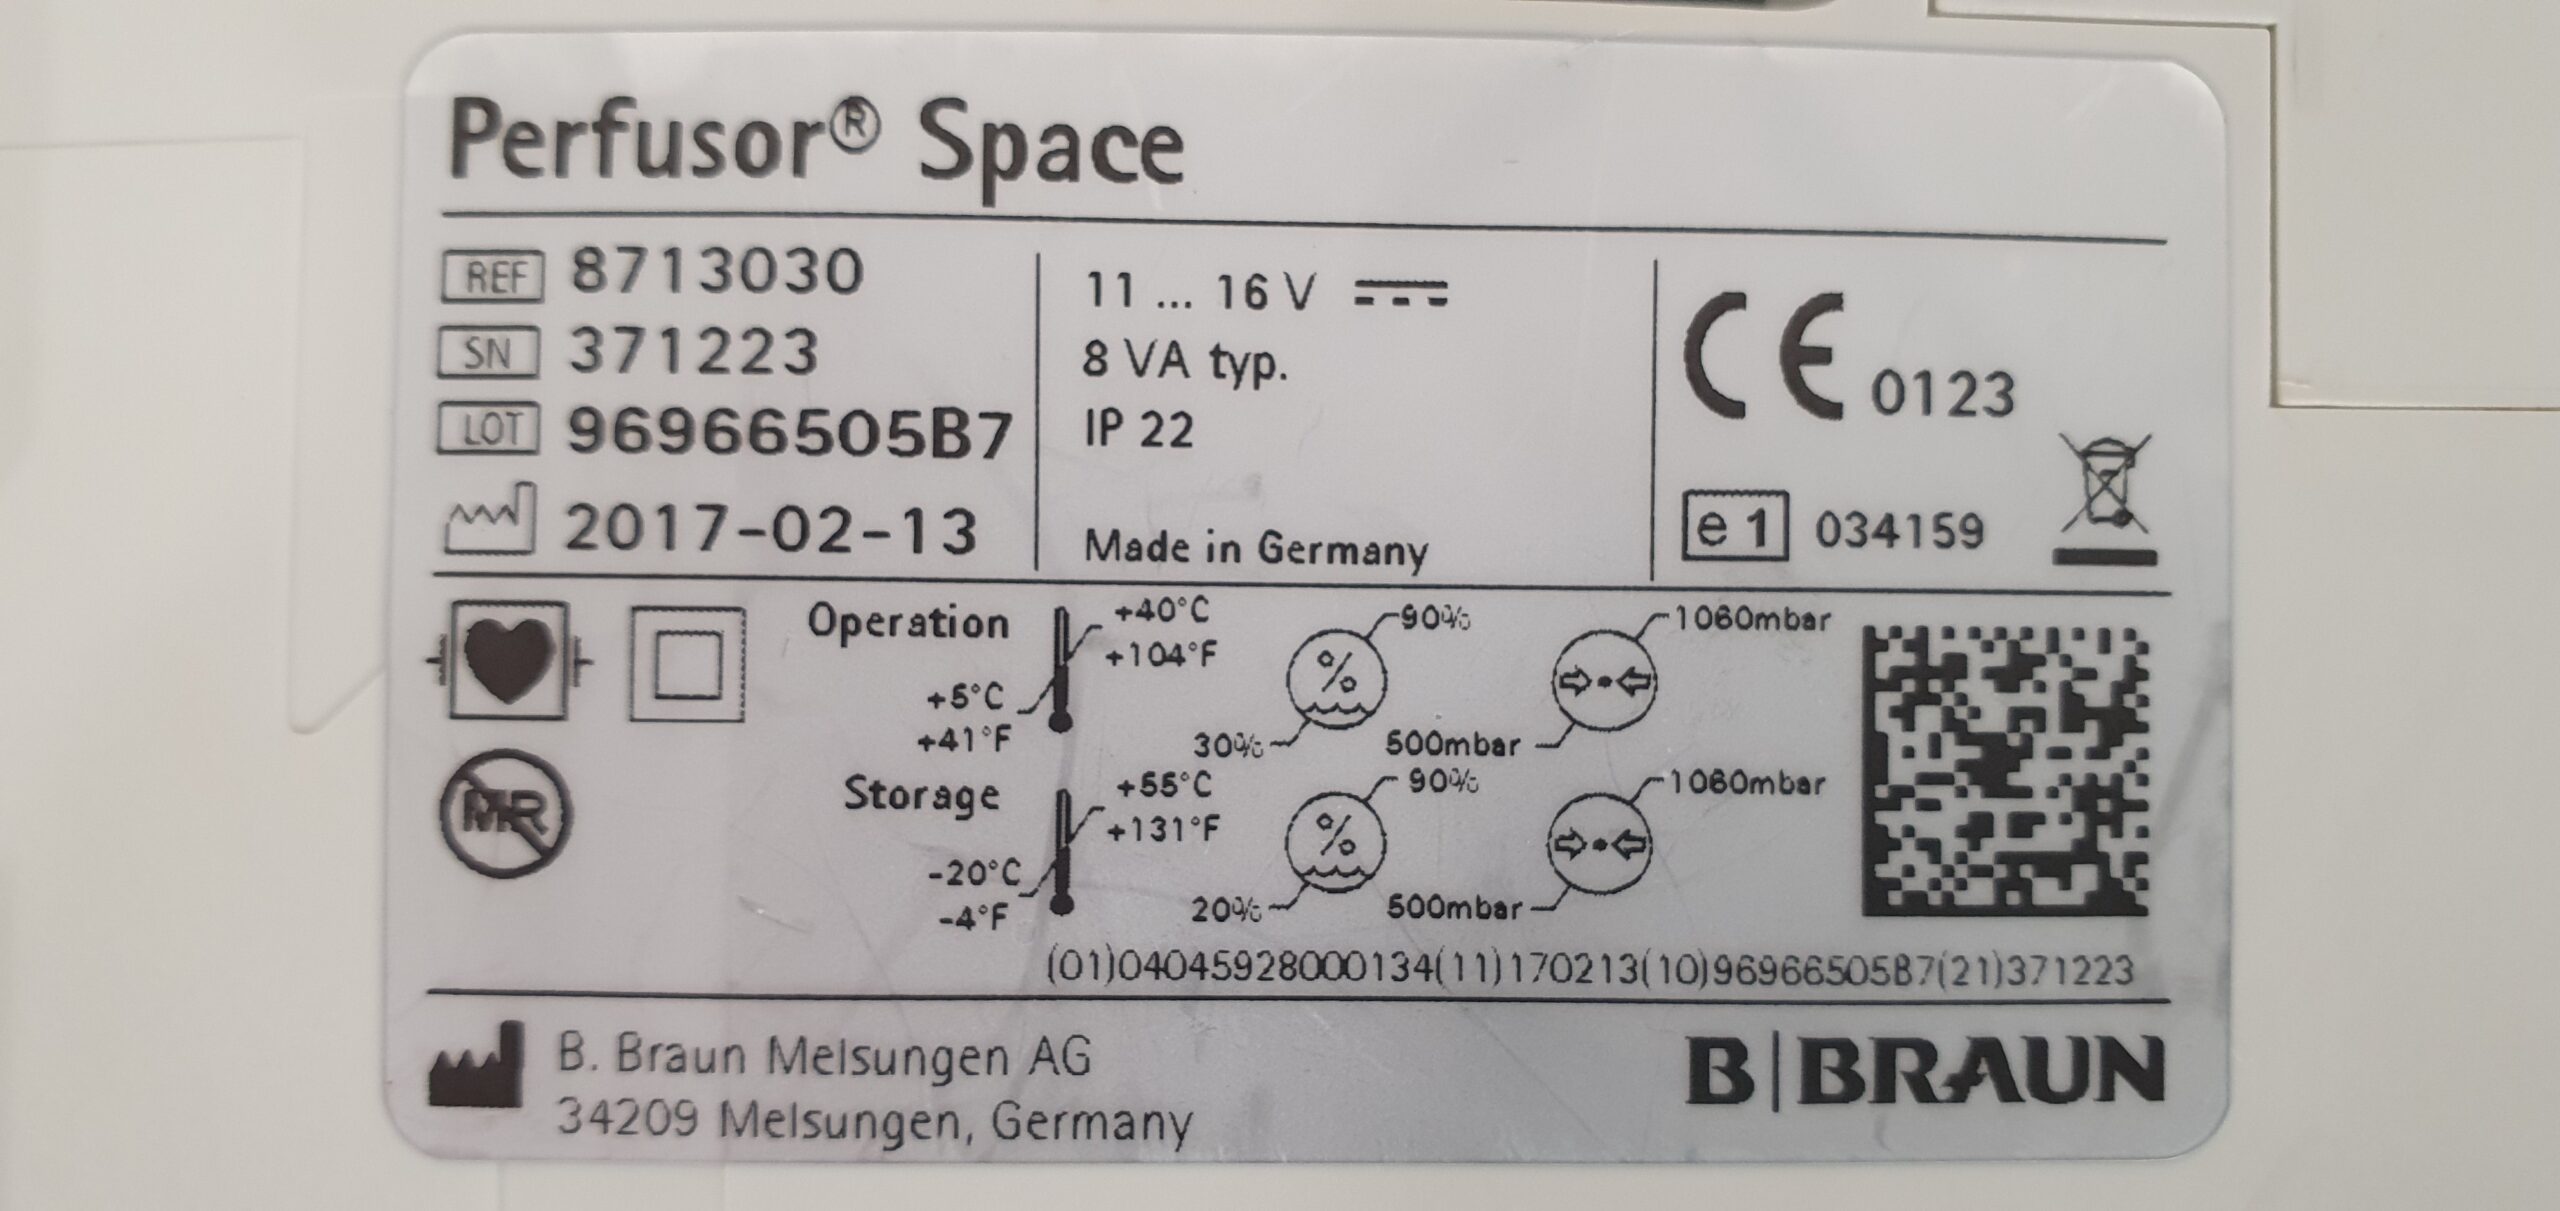 Perfusor® Space
REF 8713030
SN 371223
LOT 96966505B7
2017-02-13
11 ... 16 V
8 VA typ.
IP 22
Made in Germany
CE 0123
e 1 034159
Operation
+40°C
+104°F
+5°C
+41°F
90%
30%
1060mbar
500mbar
MR
Storage
+55°C
+131°F
-20°C
-4°F
90%
20%
1060mbar
500mbar
(01)04045928000134(11)170213(10)96966505B7(21)371223
B. Braun Melsungen AG
34209 Melsungen, Germany
B|BRAUN